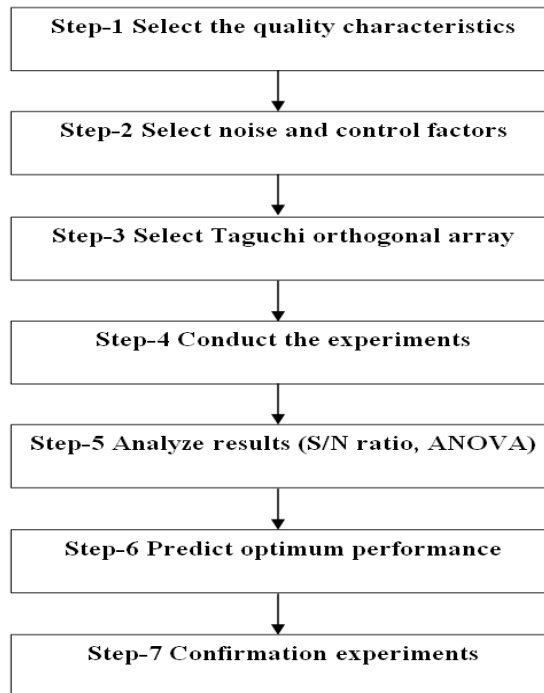 Step-1 Select the quality characteristics
Step-2 Select noise and control factors
Step-3 Select Taguchi orthogonal array
Step-4 Conduct the experiments
Step-5 Analyze results (S/N ratio, ANOVA)
Step-6 Predict optimum performance
Step-7 Confirmation experiments